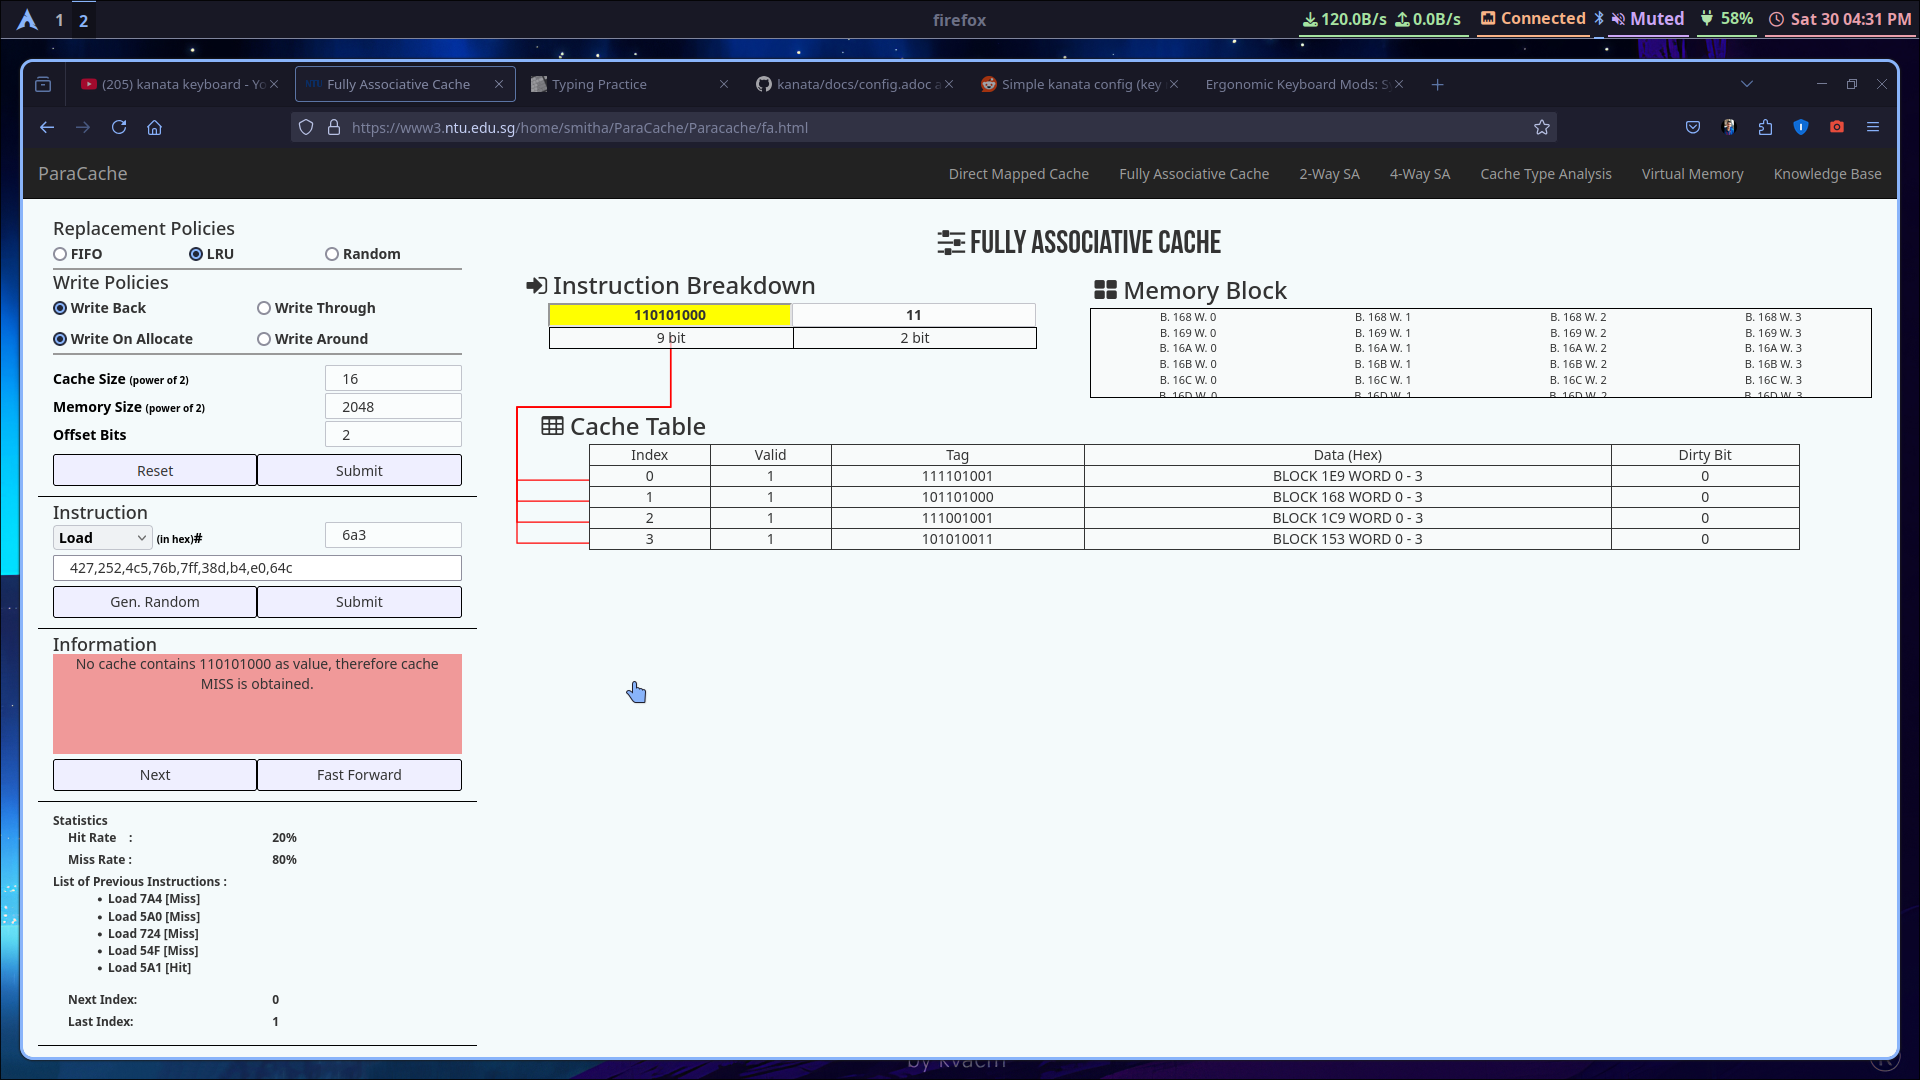 1 2 firefox 120.0B/s 0.0B/s Connected Muted 58% Sat 30 04:31 PM
(205) kanata keyboard - Yo Fully Associative Cache Typing Practice kanata/docs/config.adoc a Simple kanata config (key Ergonomic Keyboard Mods: S
https://www3.ntu.edu.sg/home/smitha/ParaCache/Paracache/fa.html
ParaCache Direct Mapped Cache Fully Associative Cache 2-Way SA 4-Way SA Cache Type Analysis Virtual Memory Knowledge Base
Replacement Policies
FIFO LRU Random
Write Policies
Write Back Write Through
Write On Allocate Write Around
Cache Size (power of 2) 16
Memory Size (power of 2) 2048
Offset Bits 2
Reset Submit
Instruction
Load (in hex)# 6a3
427,252,4c5,76b,7ff,38d,b4,e0,64c
Gen. Random Submit
Information
No cache contains 110101000 as value, therefore cache
MISS is obtained.
Next Fast Forward
Statistics
Hit Rate : 20%
Miss Rate : 80%
List of Previous Instructions :
• Load 7A4 [Miss]
• Load 5A0 [Miss]
• Load 724 [Miss]
• Load 54F [Miss]
• Load 5A1 [Hit]
Next Index: 0
Last Index: 1
FULLY ASSOCIATIVE CACHE
Instruction Breakdown
110101000 11
9 bit 2 bit
Memory Block
B. 168 W. 0 B. 168 W. 1 B. 168 W. 2 B. 168 W. 3
B. 169 W. 0 B. 169 W. 1 B. 169 W. 2 B. 169 W. 3
B. 16A W. 0 B. 16A W. 1 B. 16A W. 2 B. 16A W. 3
B. 16B W. 0 B. 16B W. 1 B. 16B W. 2 B. 16B W. 3
B. 16C W. 0 B. 16C W. 1 B. 16C W. 2 B. 16C W. 3
B. 16D W. 0 B. 16D W. 1 B. 16D W. 2 B. 16D W. 3
Cache Table
Index Valid Tag Data (Hex) Dirty Bit
0 1 111101001 BLOCK 1E9 WORD 0 - 3 0
1 1 101101000 BLOCK 168 WORD 0 - 3 0
2 1 111001001 BLOCK 1C9 WORD 0 - 3 0
3 1 101010011 BLOCK 153 WORD 0 - 3 0